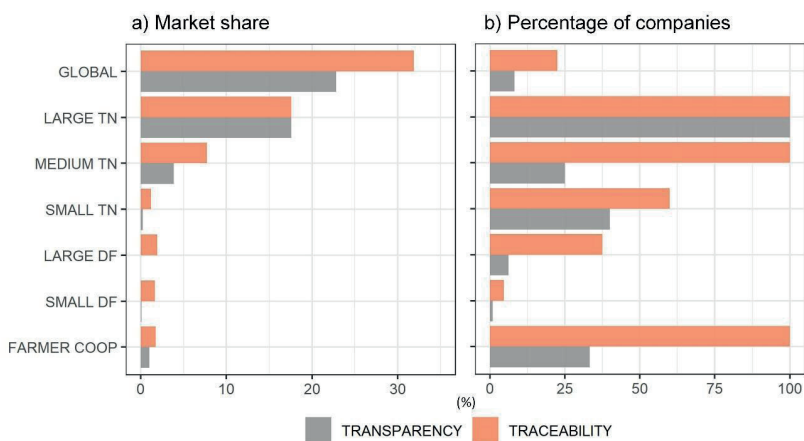 a) Market share
b) Percentage of companies
GLOBAL
LARGE TN
MEDIUM TN
SMALL TN
LARGE DF
SMALL DF
FARMER COOP
0 10 20 30
0 25 50 75 100
(%)
TRANSPARENCY TRACEABILITY